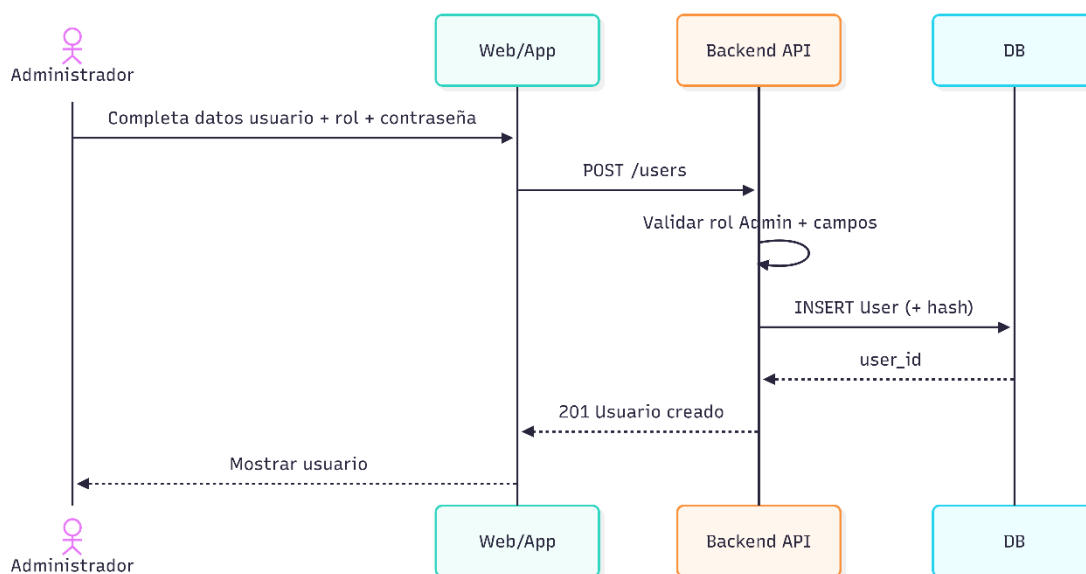 Administrador
Web/App
Backend API
DB
Completa datos usuario + rol + contraseña
POST /users
Validar rol Admin + campos
INSERT User (+ hash)
user_id
201 Usuario creado
Mostrar usuario
Administrador
Web/App
Backend API
DB